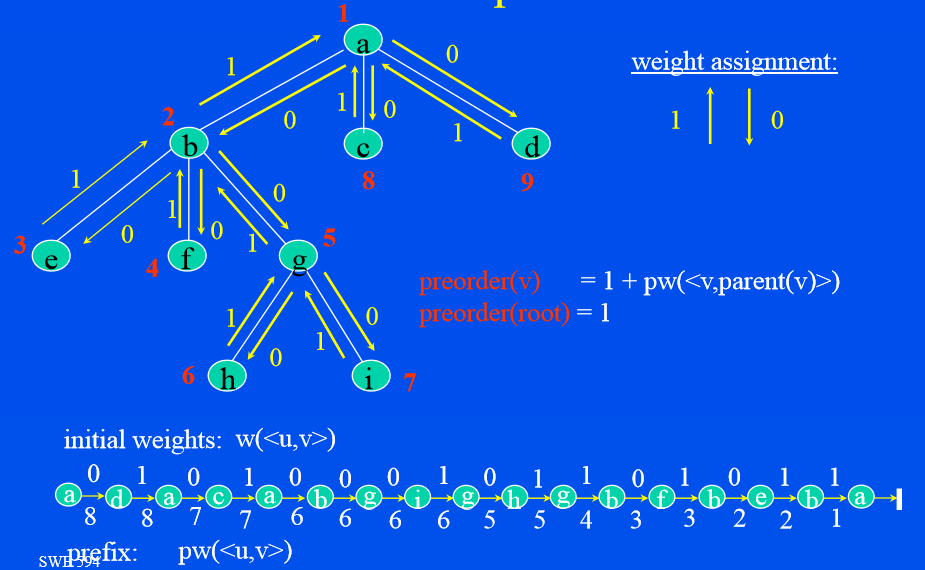 1
a
0
1
weight assignment:
2
0
1
0
1
1
0
b
c
d
8
9
1
0
1
0
0
1
3
e
4
f
g
5
preorder(v) = 1 + pw(<v,parent(v)>)
preorder(root) = 1
1
0
1
0
6
h
i
7
initial weights: w(<u,v>)
0 1 0 1 0 0 0 1 0 1 1 0 1 0 1 1
a d a c a b g i g h g b f b e b a
8 8 7 7 6 6 6 6 5 5 4 3 3 2 2 1
prefix: pw(<u,v>)
SWE 594